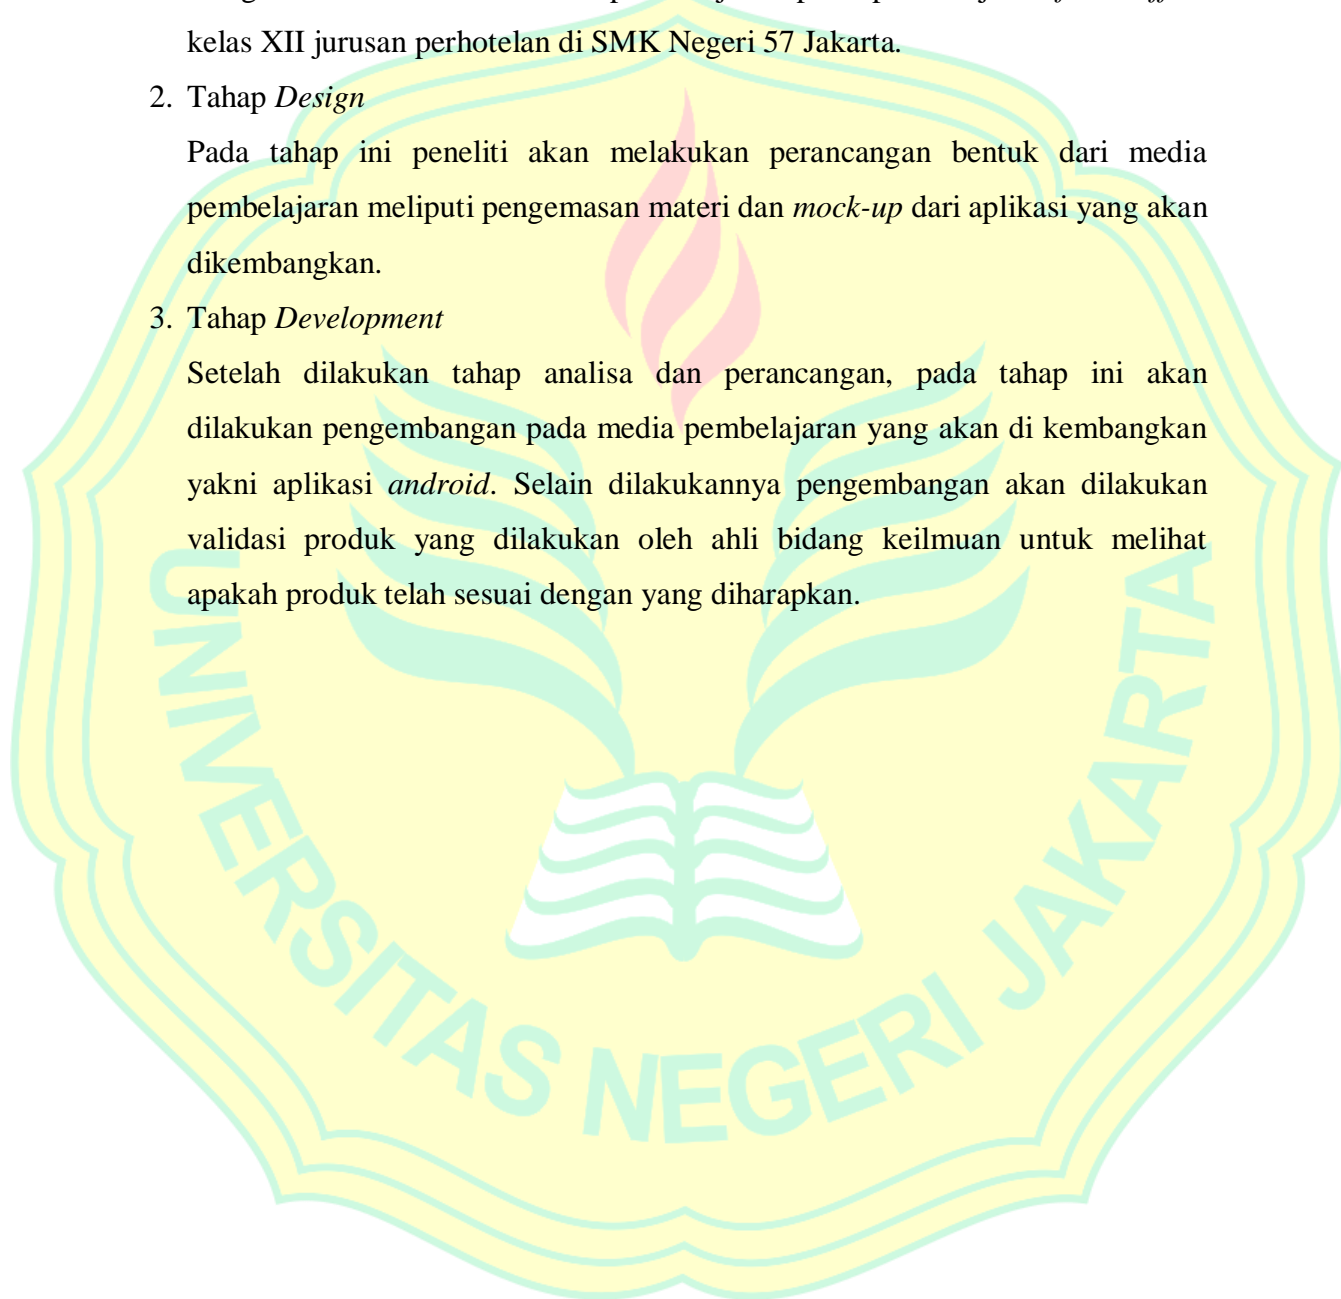 kelas XII jurusan perhotelan di SMK Negeri 57 Jakarta.
2. Tahap Design
Pada tahap ini peneliti akan melakukan perancangan bentuk dari media
pembelajaran meliputi pengemasan materi dan mock-up dari aplikasi yang akan
dikembangkan.
3. Tahap Development
Setelah dilakukan tahap analisa dan perancangan, pada tahap ini akan
dilakukan pengembangan pada media pembelajaran yang akan di kembangkan
yakni aplikasi android. Selain dilakukannya pengembangan akan dilakukan
validasi produk yang dilakukan oleh ahli bidang keilmuan untuk melihat
apakah produk telah sesuai dengan yang diharapkan.
UNIVERSITAS NEGERI JAKARTA